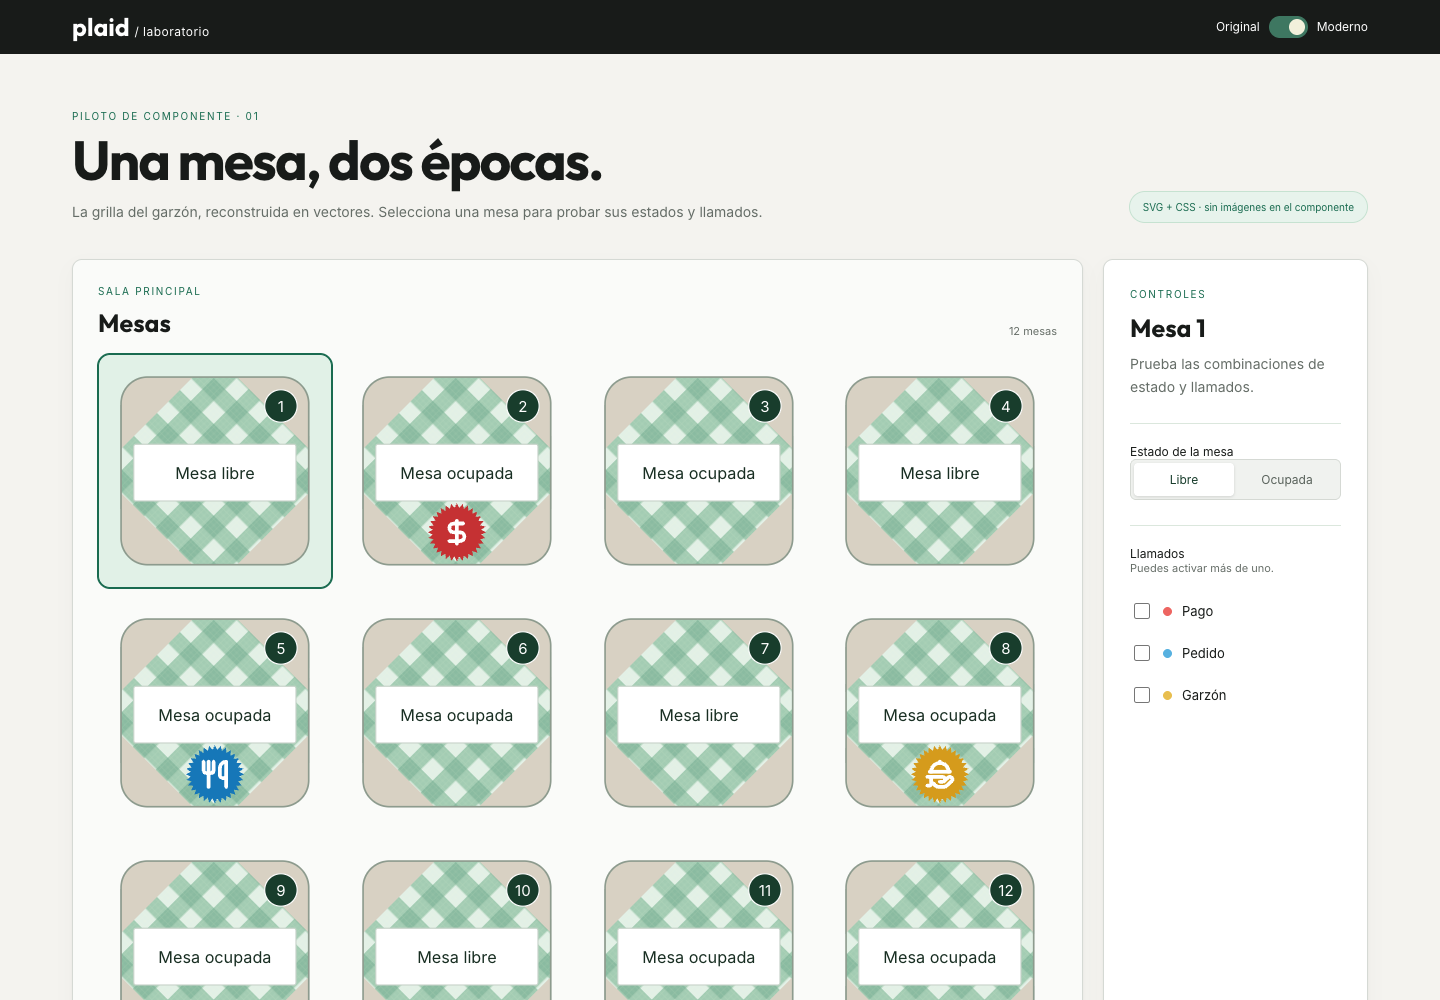 plaid / laboratorio
Original Moderno
PILOTO DE COMPONENTE · 01
Una mesa, dos épocas.
La grilla del garzón, reconstruida en vectores. Selecciona una mesa para probar sus estados y llamados.
SVG + CSS · sin imágenes en el componente
SALA PRINCIPAL
Mesas
12 mesas
1
Mesa libre
2
Mesa ocupada
$
3
Mesa ocupada
4
Mesa libre
5
Mesa ocupada
6
Mesa ocupada
7
Mesa libre
8
Mesa ocupada
9
Mesa ocupada
10
Mesa libre
11
Mesa ocupada
12
Mesa ocupada
CONTROLES
Mesa 1
Prueba las combinaciones de
estado y llamados.
Estado de la mesa
Libre Ocupada
Llamados
Puedes activar más de uno.
Pago
Pedido
Garzón